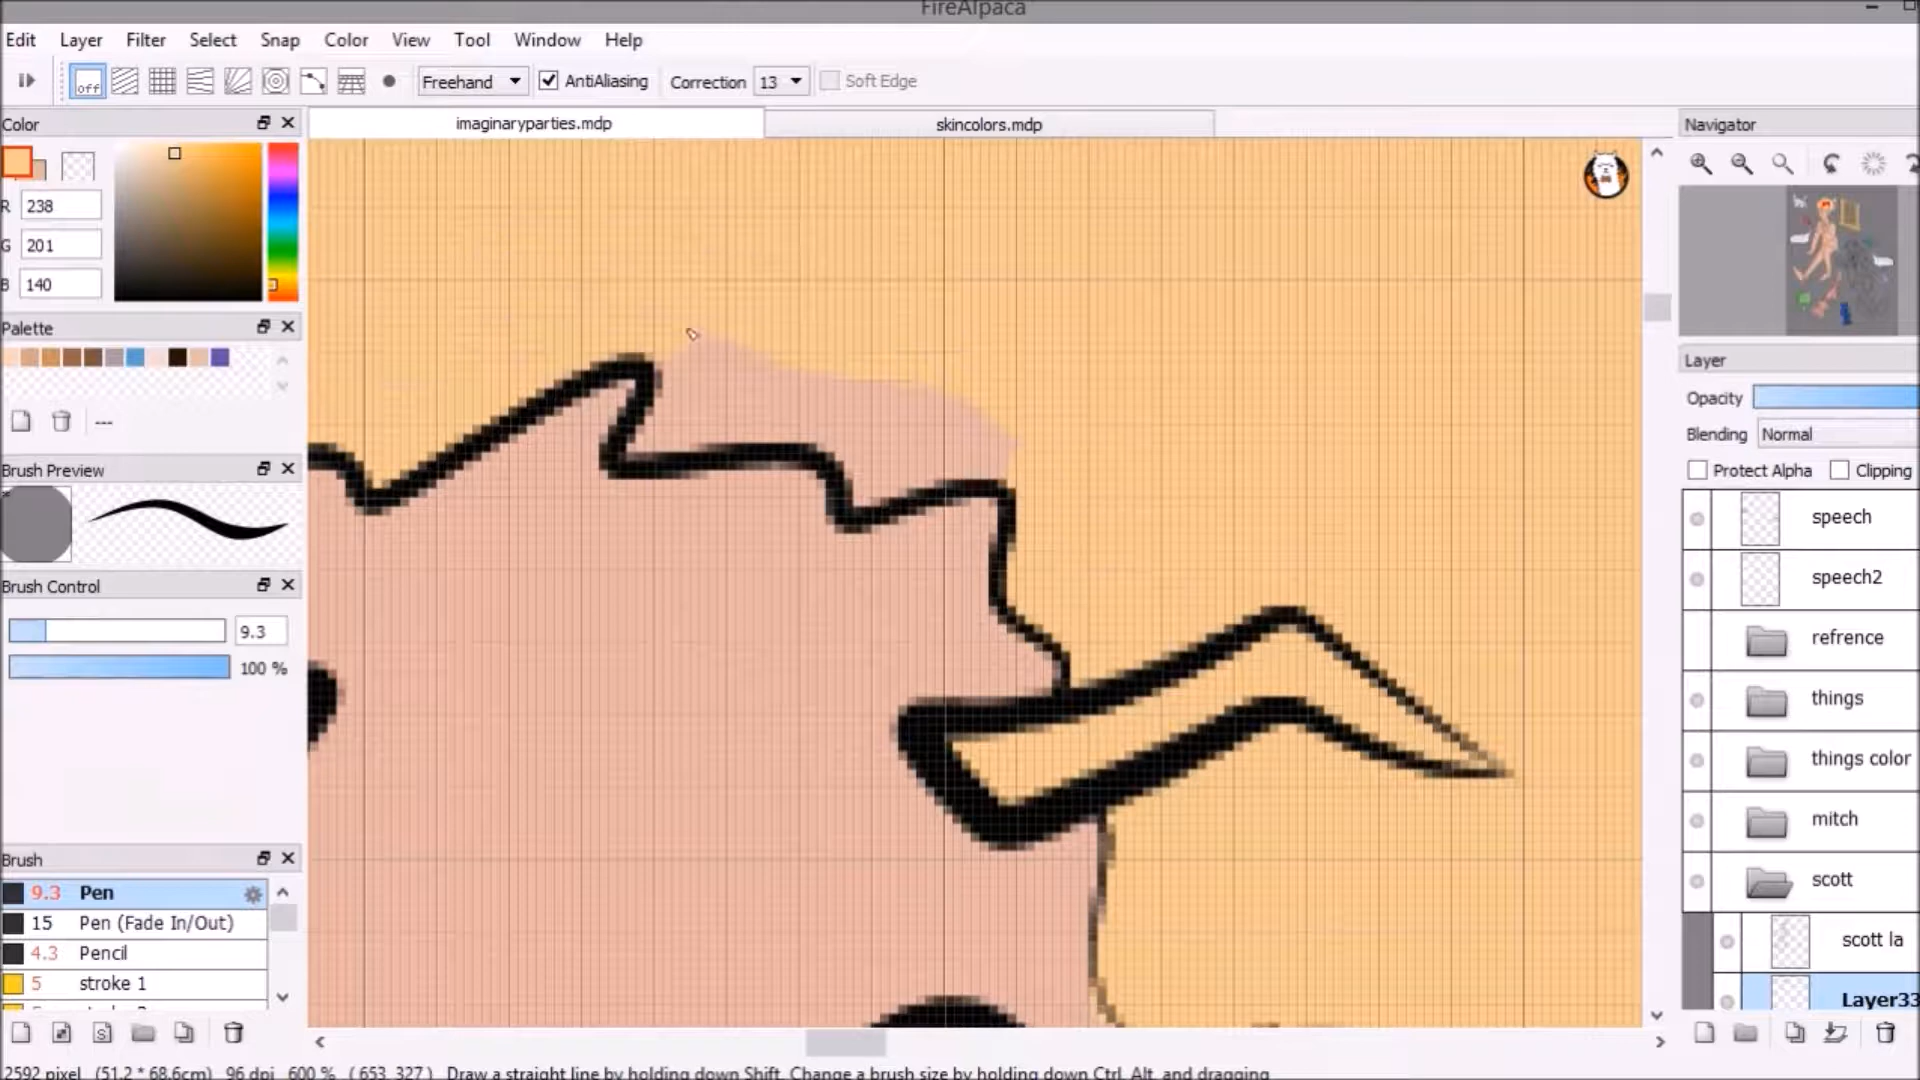 FireAlpaca
Edit Layer Filter Select Snap Color View Tool Window Help
off Freehand AntiAliasing Correction 13 Soft Edge
Color
imaginaryparties.mdp skincolors.mdp
Navigator
R 238
G 201
B 140
Palette
---
Layer
Opacity
Blending Normal
Protect Alpha Clipping
Brush Preview
speech
speech2
Brush Control
9.3
100 %
refrence
things
things color
mitch
scott
scott la
Layer33
Brush
9.3 Pen
15 Pen (Fade In/Out)
4.3 Pencil
5 stroke 1
2592 pixel (51.2 * 68.6cm) 96 dpi 600 % ( 653, 327 ) Draw a straight line by holding down Shift, Change a brush size by holding down Ctrl, Alt, and dragging